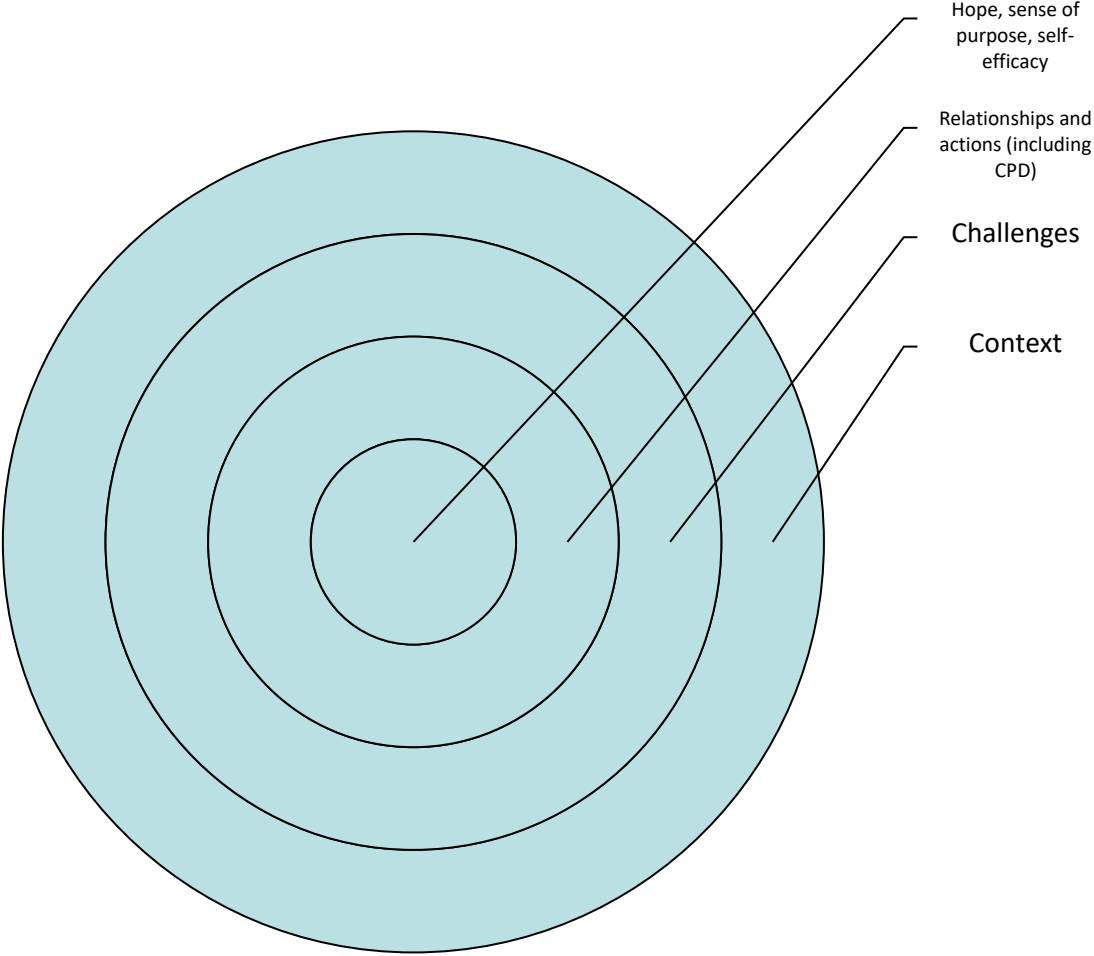 Hope, sense of
purpose, self-
efficacy
Relationships and
actions (including
CPD)
Challenges
Context